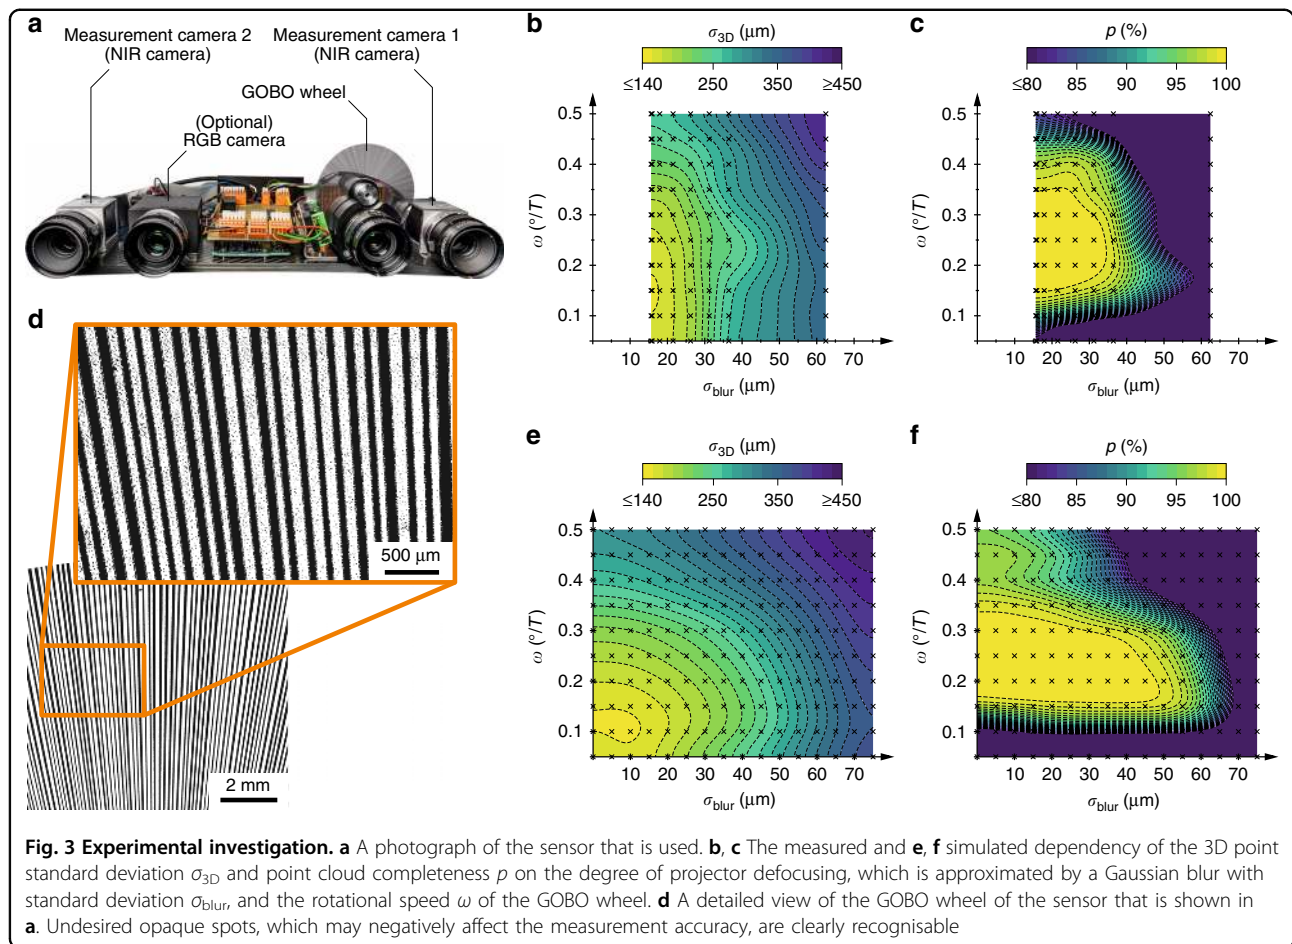 a
Measurement camera 2
(NIR camera)
Measurement camera 1
(NIR camera)
GOBO wheel
(Optional)
RGB camera
b
σ3D (μm)
≤140 250 350 ≥450
ω (°/T)
0.5
0.4
0.3
0.2
0.1
10 20 30 40 50 60 70
σblur (μm)
c
p (%)
≤80 85 90 95 100
ω (°/T)
0.5
0.4
0.3
0.2
0.1
10 20 30 40 50 60 70
σblur (μm)
d
500 μm
2 mm
e
σ3D (μm)
≤140 250 350 ≥450
ω (°/T)
0.5
0.4
0.3
0.2
0.1
10 20 30 40 50 60 70
σblur (μm)
f
p (%)
≤80 85 90 95 100
ω (°/T)
0.5
0.4
0.3
0.2
0.1
10 20 30 40 50 60 70
σblur (μm)
Fig. 3 Experimental investigation. a A photograph of the sensor that is used. b, c The measured and e, f simulated dependency of the 3D point
standard deviation σ3D and point cloud completeness p on the degree of projector defocusing, which is approximated by a Gaussian blur with
standard deviation σblur, and the rotational speed ω of the GOBO wheel. d A detailed view of the GOBO wheel of the sensor that is shown in
a. Undesired opaque spots, which may negatively affect the measurement accuracy, are clearly recognisable